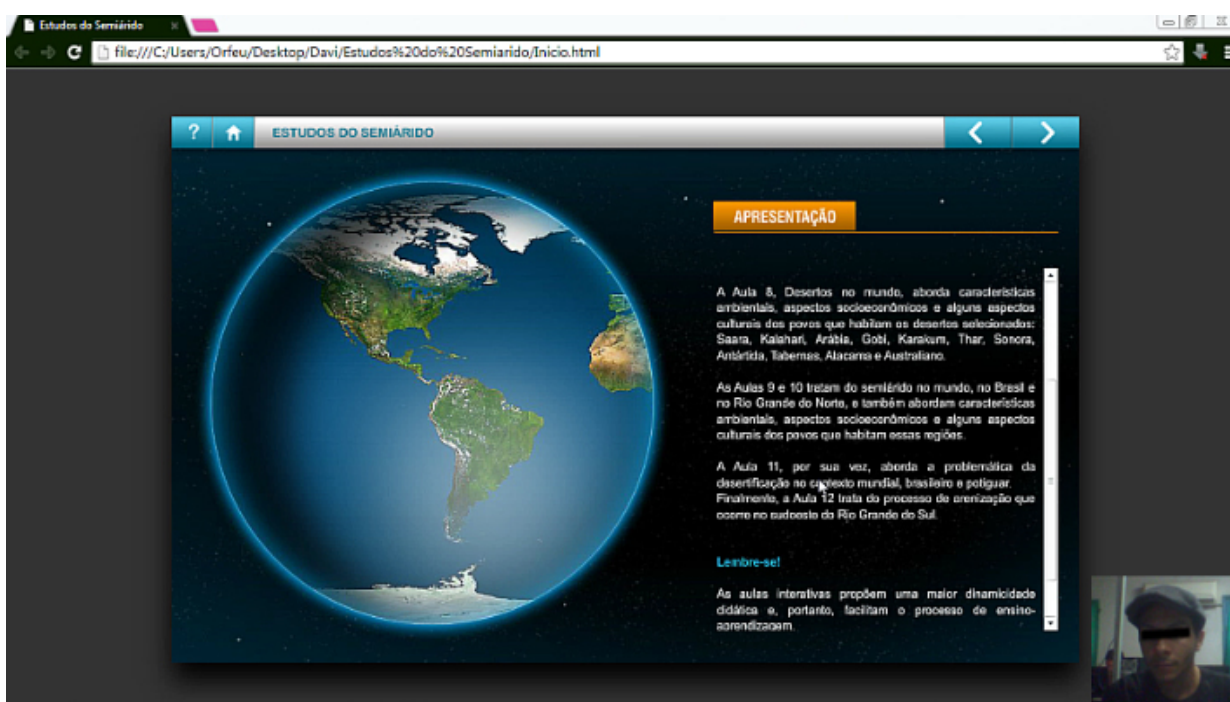 Estudos do Semiárido
file:///C:/Users/Orfeu/Desktop/Davi/Estudos%20do%20Semiarido/Inicio.html
? ESTUDOS DO SEMIÁRIDO
APRESENTAÇÃO
A Aula 8, Desertos no mundo, aborda características
ambientais, aspectos socioeconômicos e alguns aspectos
culturais dos povos que habitam os desertos selecionados:
Saara, Kalahari, Arábia, Gobi, Karakum, Thar, Sonora,
Antártida, Tabernas, Atacama e Australiano.
As Aulas 9 e 10 tratam do semiárido no mundo, no Brasil e
no Rio Grande do Norte, e também abordam características
ambientais, aspectos socioeconômicos e alguns aspectos
culturais dos povos que habitam essas regiões.
A Aula 11, por sua vez, aborda a problemática da
desertificação no contexto mundial, brasileiro e potiguar.
Finalmente, a Aula 12 trata do processo de arenização que
ocorre no sudoeste do Rio Grande do Sul.
Lembre-se!
As aulas interativas propõem uma maior dinamicidade
didática e, portanto, facilitam o processo de ensino-
aprendizagem.